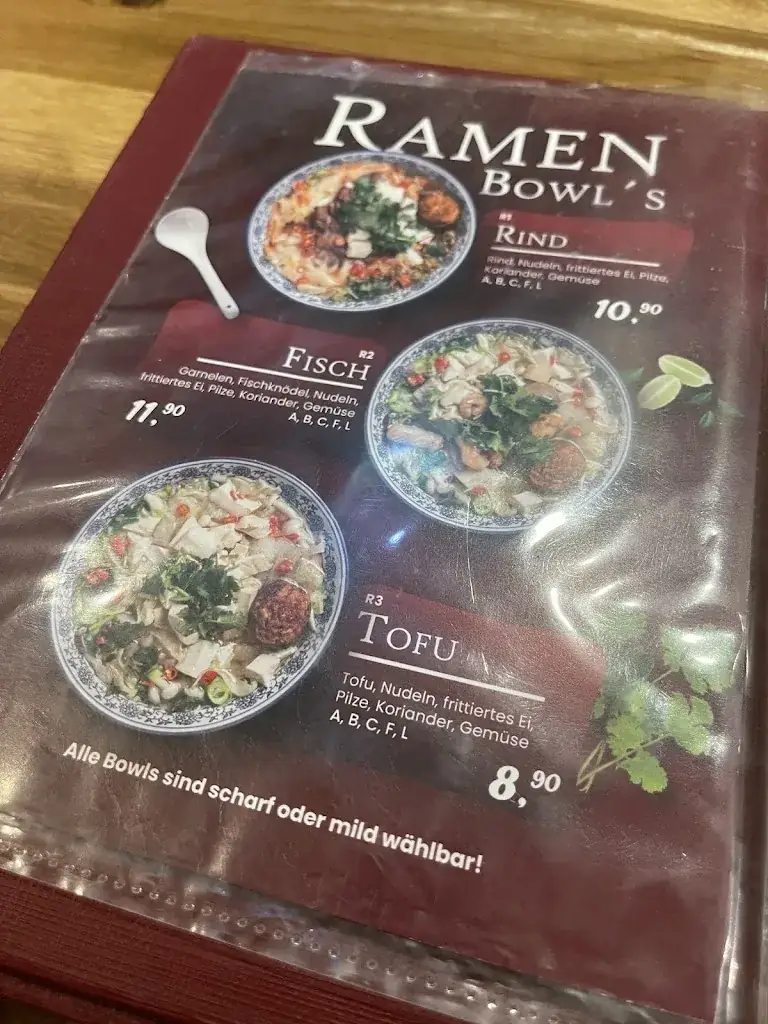 RAMEN
BOWL´S
R1
RIND
Rind, Nudeln, frittiertes Ei, Pilze,
Koriander, Gemüse
A, B, C, F, L
10,90
R2
FISCH
Garnelen, Fischknödel, Nudeln,
frittiertes Ei, Pilze, Koriander, Gemüse
A, B, C, F, L
11,90
R3
TOFU
Tofu, Nudeln, frittiertes Ei,
Pilze, Koriander, Gemüse
A, B, C, F, L
8,90
Alle Bowls sind scharf oder mild wählbar!